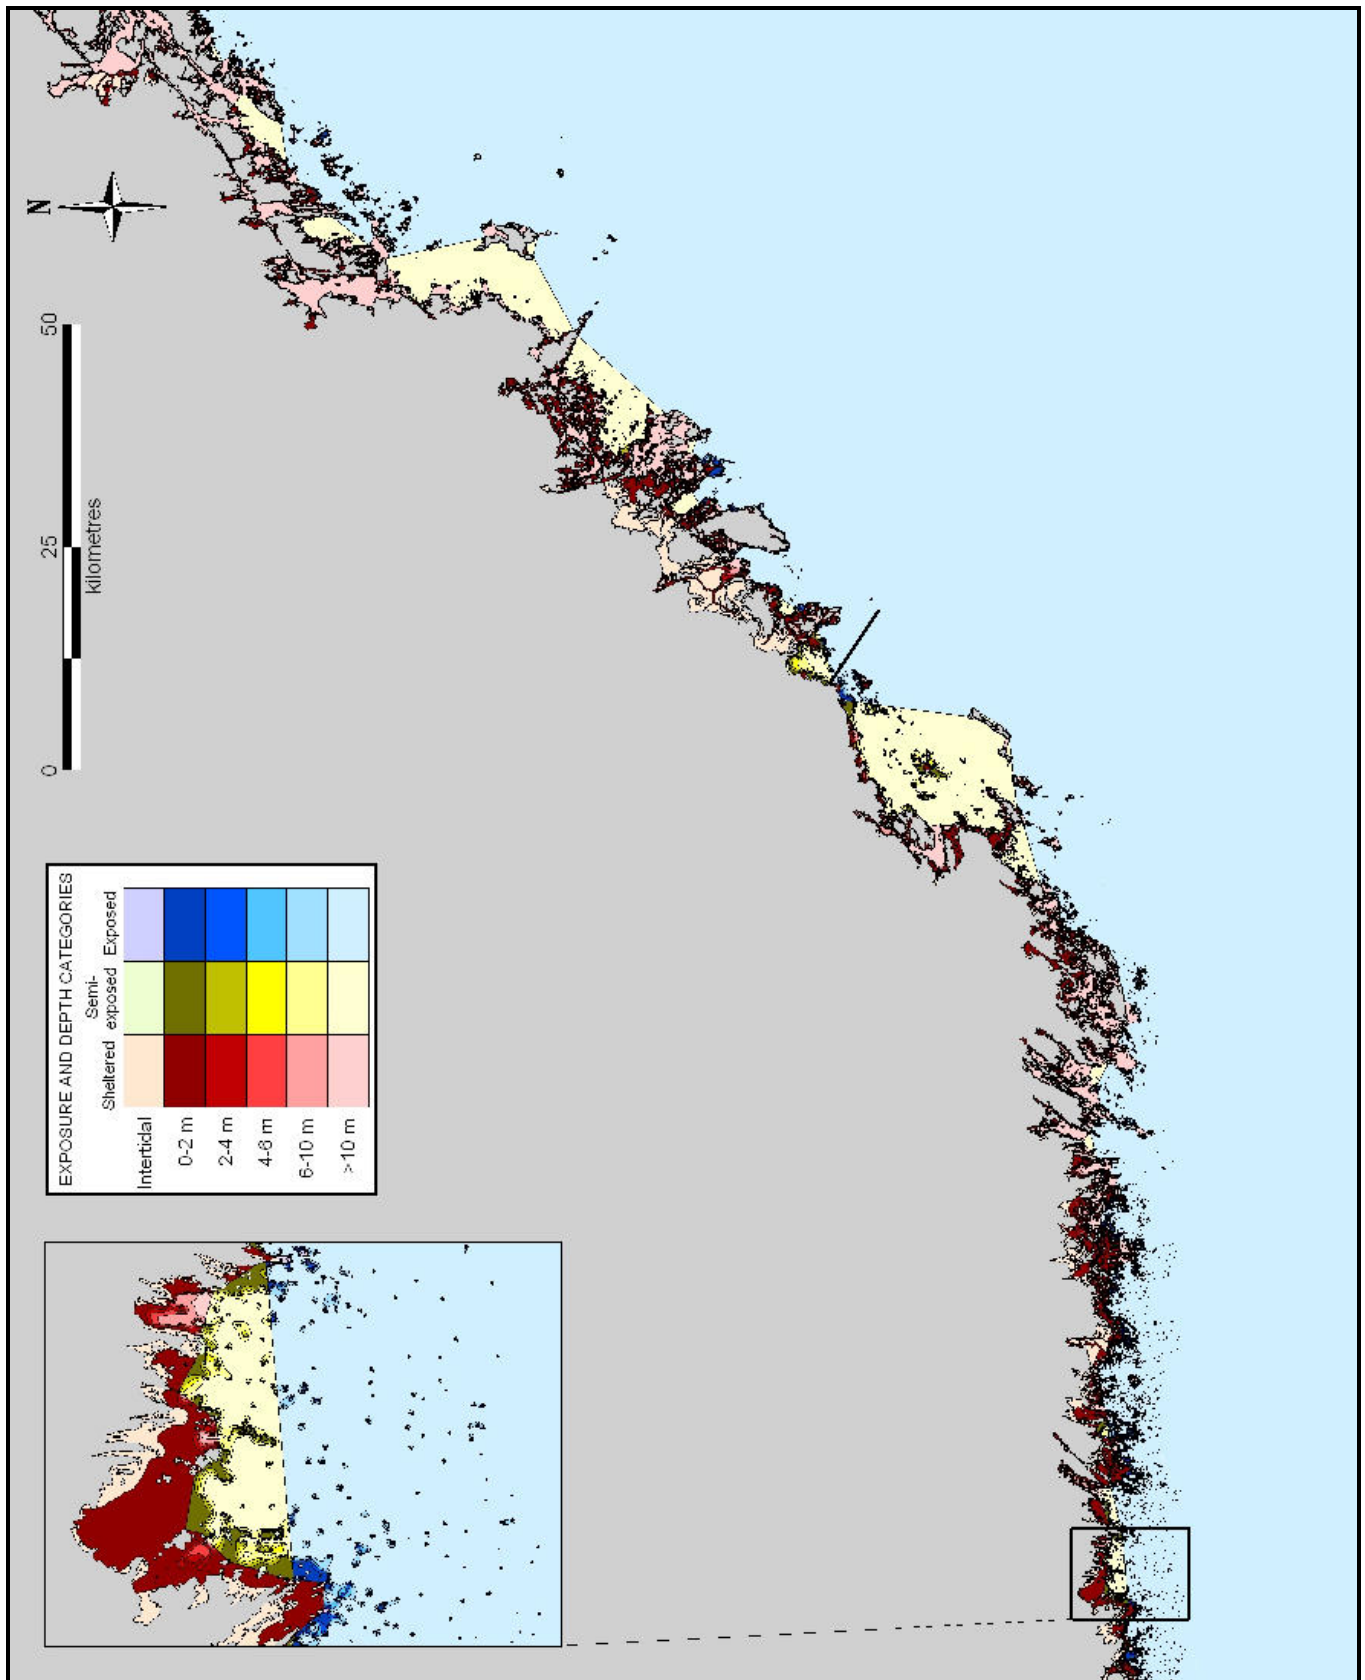 N
50
25
0
kilometres
EXPOSURE AND DEPTH CATEGORIES
Sheltered
Semi-
exposed
Exposed
Intertidal
0-2 m
2-4 m
4-6 m
6-10 m
>10 m